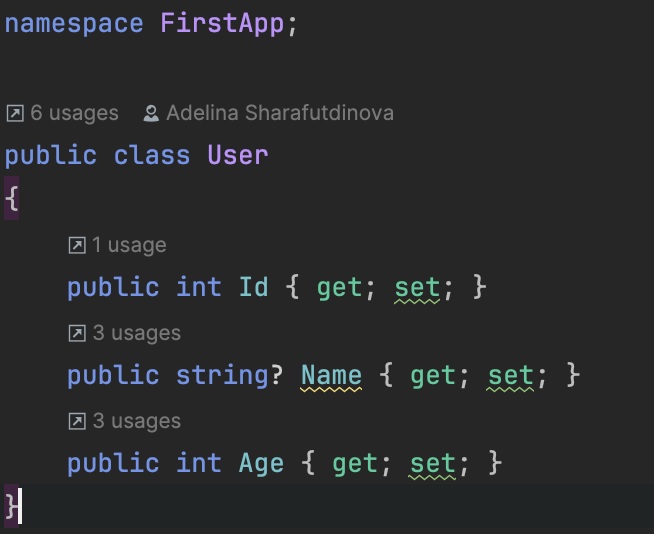 namespace FirstApp;
6 usages Adelina Sharafutdinova
public class User
{
1 usage
public int Id { get; set; }
3 usages
public string? Name { get; set; }
3 usages
public int Age { get; set; }
}